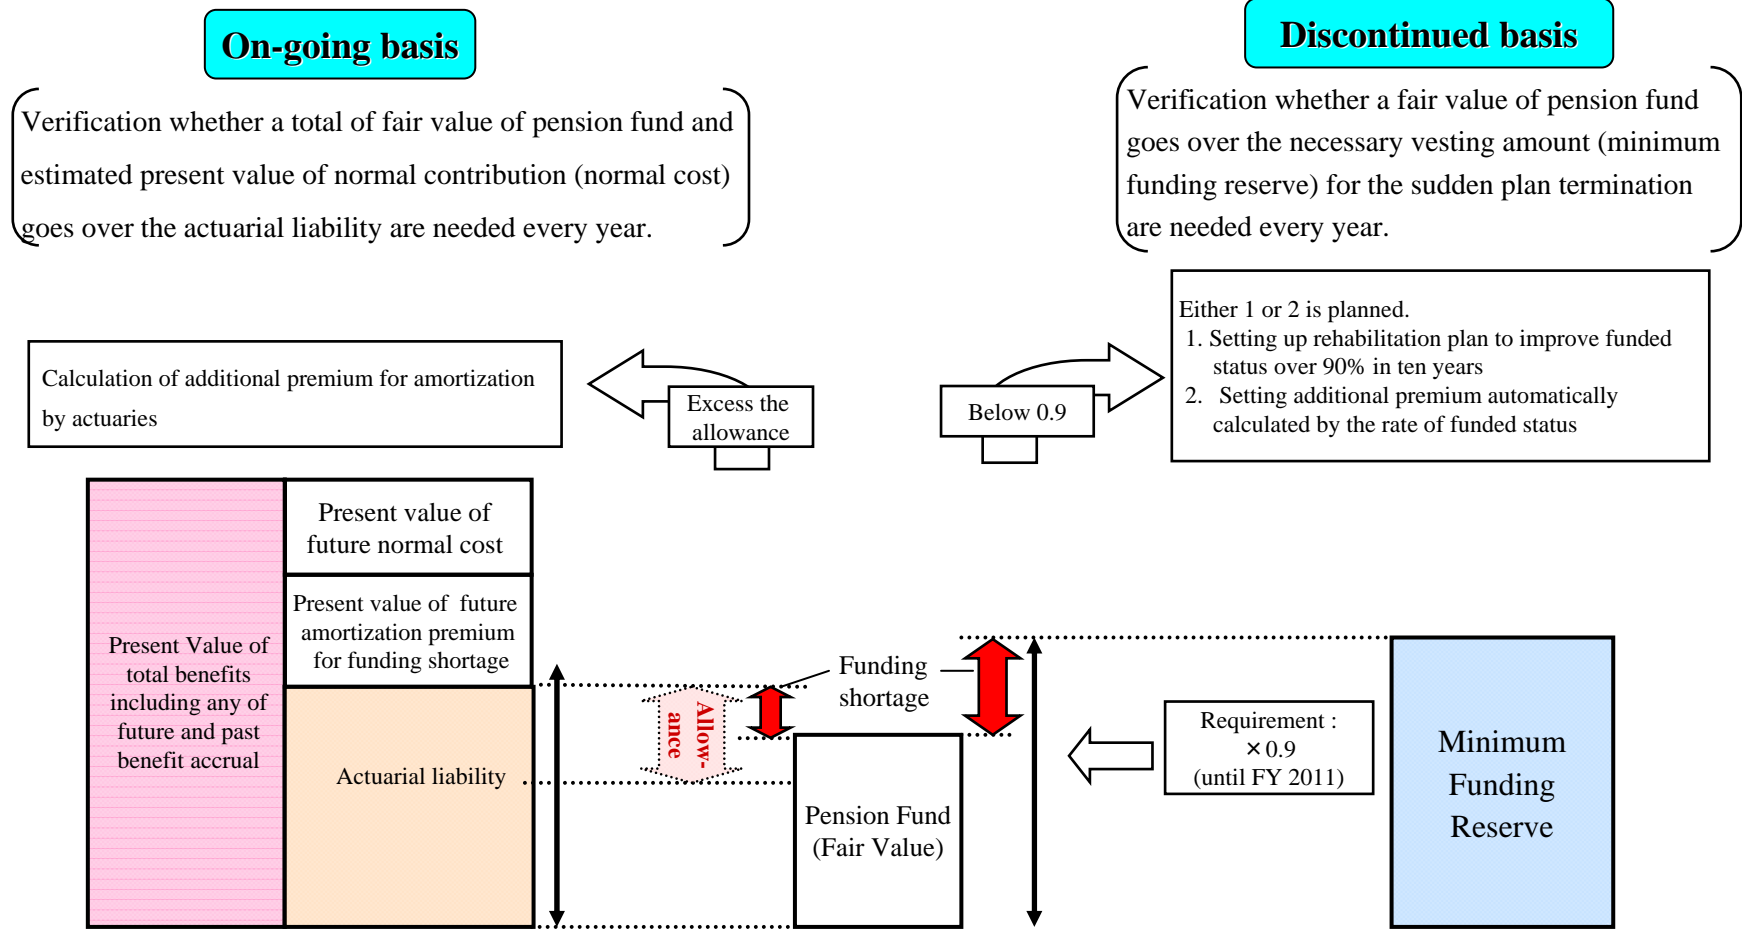 On-going basis
Verification whether a total of fair value of pension fund and
estimated present value of normal contribution (normal cost)
goes over the actuarial liability are needed every year.
Discontinued basis
Verification whether a fair value of pension fund
goes over the necessary vesting amount (minimum
funding reserve) for the sudden plan termination
are needed every year.
Calculation of additional premium for amortization
by actuaries
Excess the
allowance
Below 0.9
Either 1 or 2 is planned.
1. Setting up rehabilitation plan to improve funded
status over 90% in ten years
2. Setting additional premium automatically
calculated by the rate of funded status
Present Value of
total benefits
including any of
future and past
benefit accrual
Present value of
future normal cost
Present value of future
amortization premium
for funding shortage
Actuarial liability
Allow-
ance
Funding
shortage
Pension Fund
(Fair Value)
Requirement :
×0.9
(until FY 2011)
Minimum
Funding
Reserve